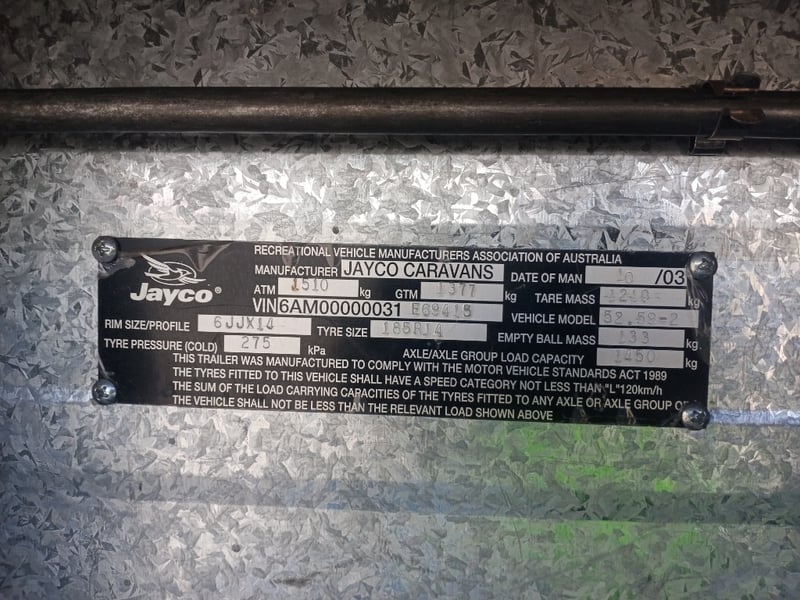 RECREATIONAL VEHICLE MANUFACTURERS ASSOCIATION OF AUSTRALIA
Jayco
MANUFACTURER JAYCO CARAVANS DATE OF MAN 10 /03
ATM 1510 kg GTM 1377 kg TARE MASS 1210 kg
VIN 6AM00000031 VEHICLE MODEL
RIM SIZE/PROFILE 6JJX14 TYRE SIZE 185R14 EMPTY BALL MASS 133 kg
TYRE PRESSURE (COLD) 275 kPa AXLE/AXLE GROUP LOAD CAPACITY 1450 kg
THIS TRAILER WAS MANUFACTURED TO COMPLY WITH THE MOTOR VEHICLE STANDARDS ACT 1989
THE TYRES FITTED TO THIS VEHICLE SHALL HAVE A SPEED CATEGORY NOT LESS THAN "L" 120km/h
THE SUM OF THE LOAD CARRYING CAPACITIES OF THE TYRES FITTED TO ANY AXLE OR AXLE GROUP OF
THE VEHICLE SHALL NOT BE LESS THAN THE RELEVANT LOAD SHOWN ABOVE